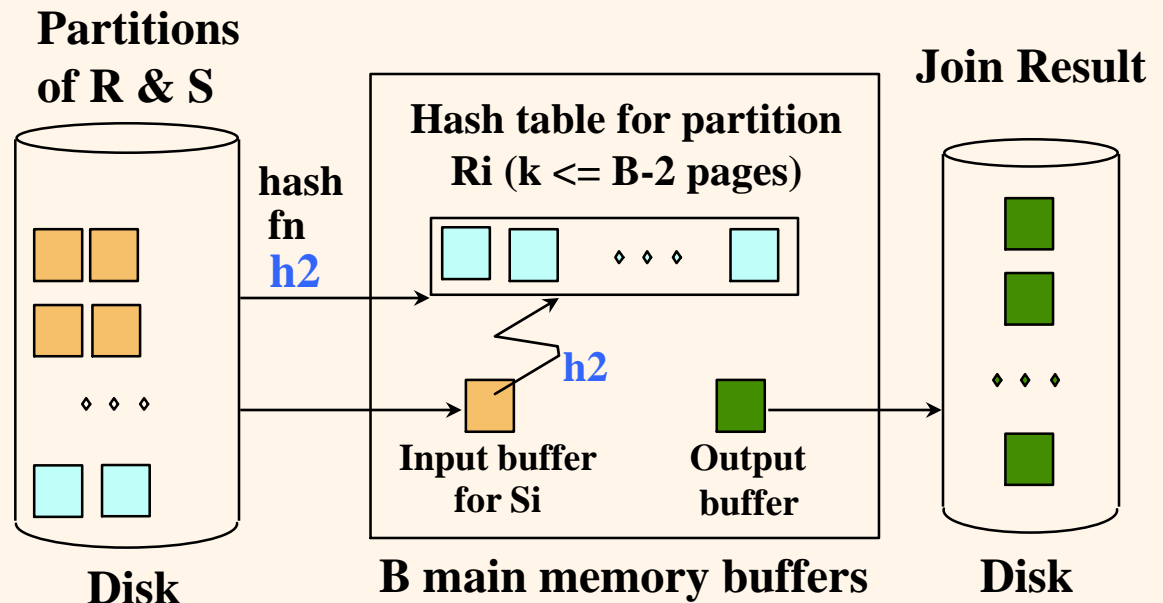 Partitions
of R & S
hash
fn
h2
Disk
Hash table for partition
Ri (k <= B-2 pages)
h2
Input buffer
for Si
Output
buffer
B main memory buffers
Join Result
Disk